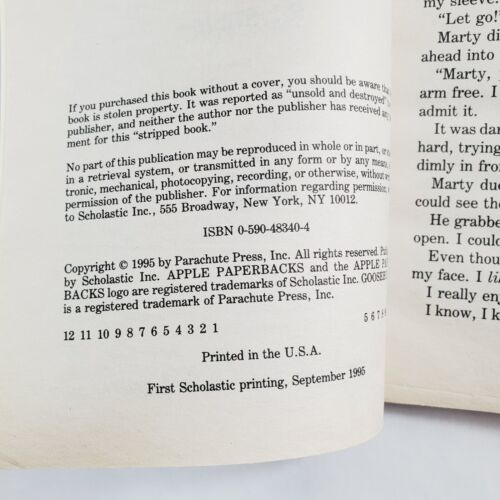 If you purchased this book without a cover, you should be aware that
book is stolen property. It was reported as "unsold and destroyed"
publisher, and neither the author nor the publisher has received any
ment for this "stripped book."
No part of this publication may be reproduced in whole or in part, or
in a retrieval system, or transmitted in any form or by any means,
tronic, mechanical, photocopying, recording, or otherwise, without
permission of the publisher. For information regarding permission,
to Scholastic Inc., 555 Broadway, New York, NY 10012.
ISBN 0-590-48340-4
Copyright © 1995 by Parachute Press, Inc. All rights reserved.
by Scholastic Inc. APPLE PAPERBACKS and the APPLE
BACKS logo are registered trademarks of Scholastic Inc.
is a registered trademark of Parachute Press, Inc.
12 11 10 9 8 7 6 5 4 3 2 1 5 6 7 8
Printed in the U.S.A.
First Scholastic printing, September 1995
my sleeve.
"Let go!"
Marty
ahead into
"Marty,
arm free. I
admit it.
It was
hard, trying
dimly in
Marty
could see the
He
open. I
Even
my face. I
I really
I know, I